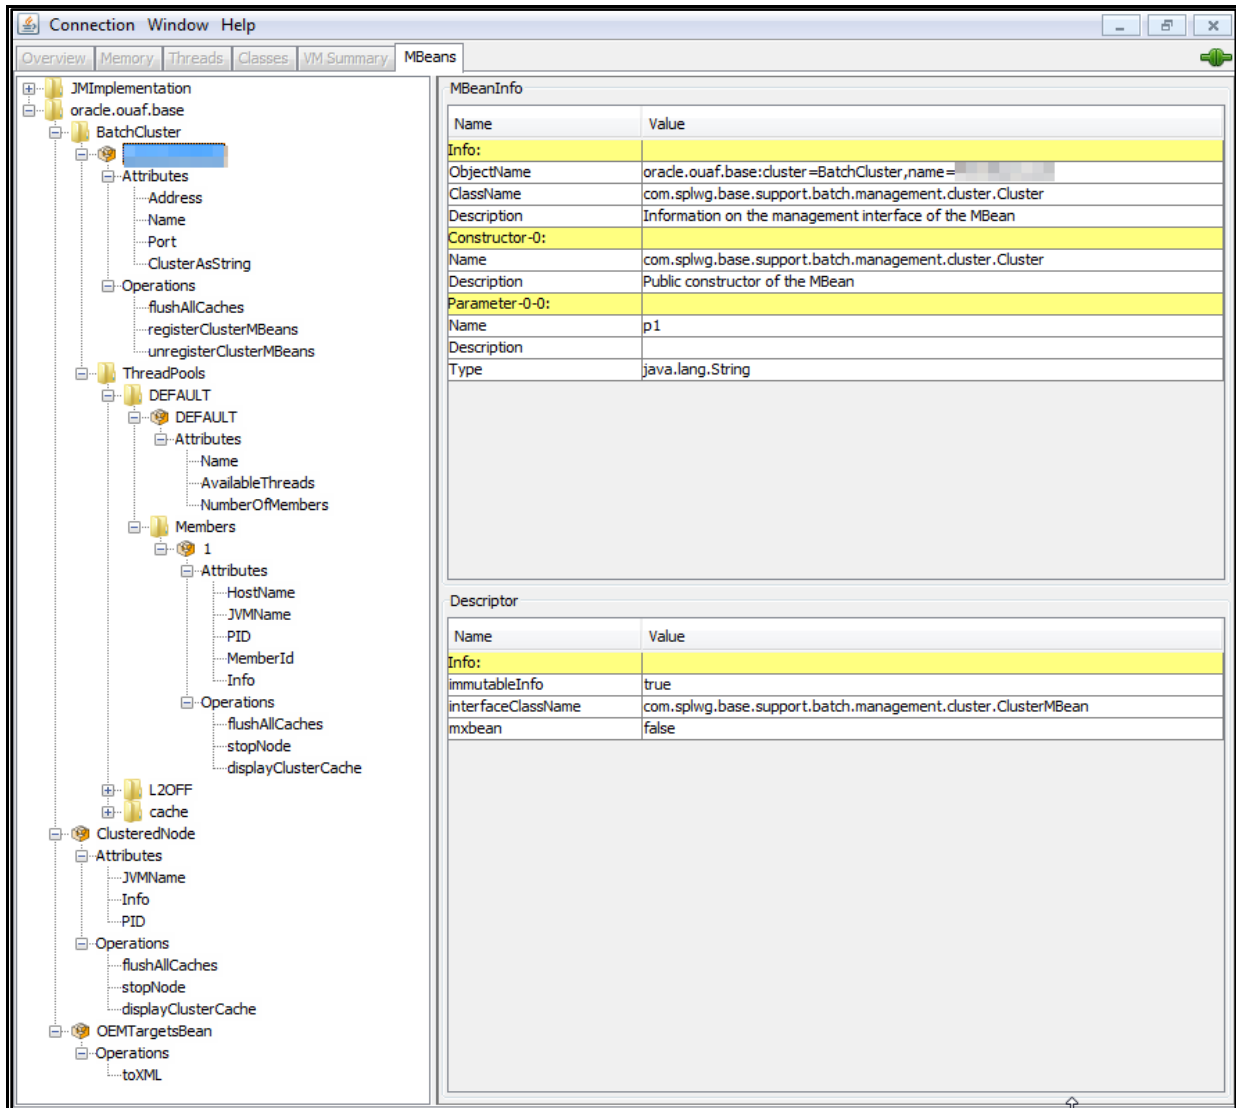 Connection Window Help
Overview Memory Threads Classes VM Summary MBeans
JMImplementation
oracle.ouaf.base
BatchCluster
Attributes
Address
Name
Port
ClusterAsString
Operations
flushAllCaches
registerClusterMBeans
unregisterClusterMBeans
ThreadPools
DEFAULT
DEFAULT
Attributes
Name
AvailableThreads
NumberOfMembers
Members
1
Attributes
HostName
JVMName
PID
MemberId
Info
Operations
flushAllCaches
stopNode
displayClusterCache
L2OFF
cache
ClusteredNode
Attributes
JVMName
Info
PID
Operations
flushAllCaches
stopNode
displayClusterCache
OEMTargetsBean
Operations
toXML
MBeanInfo
Name Value
Info:
ObjectName oracle.ouaf.base:cluster=BatchCluster,name=
ClassName com.splwg.base.support.batch.management.cluster.Cluster
Description Information on the management interface of the MBean
Constructor-0:
Name com.splwg.base.support.batch.management.cluster.Cluster
Description Public constructor of the MBean
Parameter-0-0:
Name p1
Description
Type java.lang.String
Descriptor
Name Value
Info:
immutableInfo true
interfaceClassName com.splwg.base.support.batch.management.cluster.ClusterMBean
mxbean false